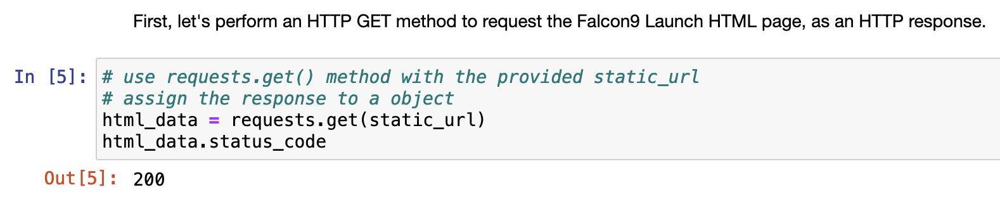 First, let's perform an HTTP GET method to request the Falcon9 Launch HTML page, as an HTTP response.
In [5]: # use requests.get() method with the provided static_url
# assign the response to a object
html_data = requests.get(static_url)
html_data.status_code
Out[5]: 200